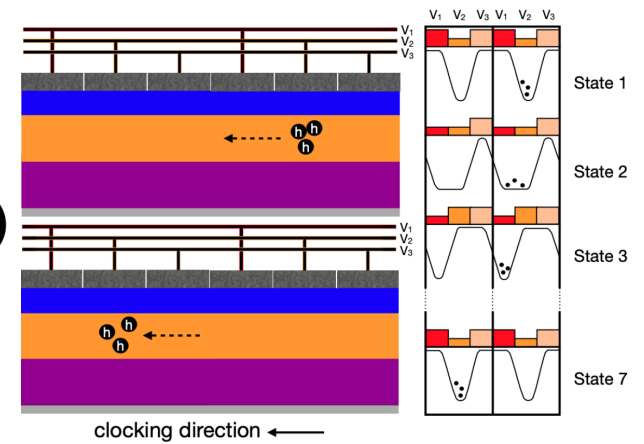 V₁
V₂
V₃
h h
h
V₁
V₂
V₃
h h
h
clocking direction
V₁ V₂ V₃ V₁ V₂ V₃
State 1
State 2
State 3
State 7